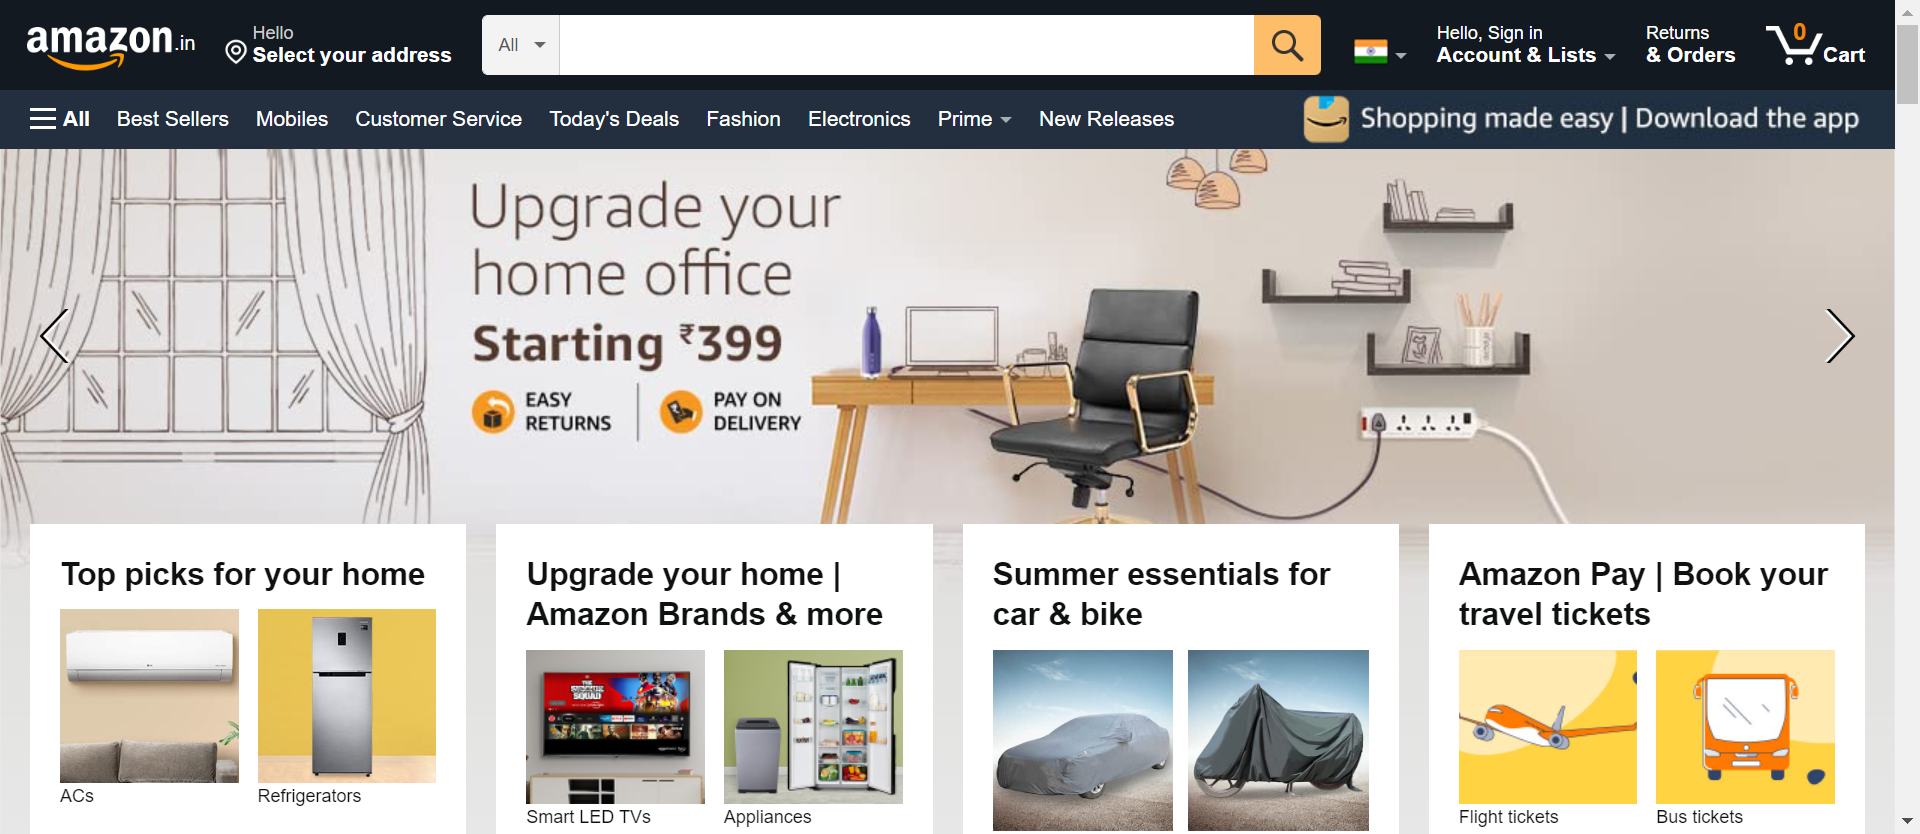 amazon.in
Hello
Select your address
All
Hello, Sign in
Account & Lists
Returns
& Orders
0
Cart
All
Best Sellers
Mobiles
Customer Service
Today's Deals
Fashion
Electronics
Prime
New Releases
Shopping made easy | Download the app
Upgrade your
home office
Starting ₹399
EASY
RETURNS
PAY ON
DELIVERY
Top picks for your home
ACs
Refrigerators
Upgrade your home |
Amazon Brands & more
THE
SQUAD
Smart LED TVs
Appliances
Summer essentials for
car & bike
Amazon Pay | Book your
travel tickets
Flight tickets
Bus tickets